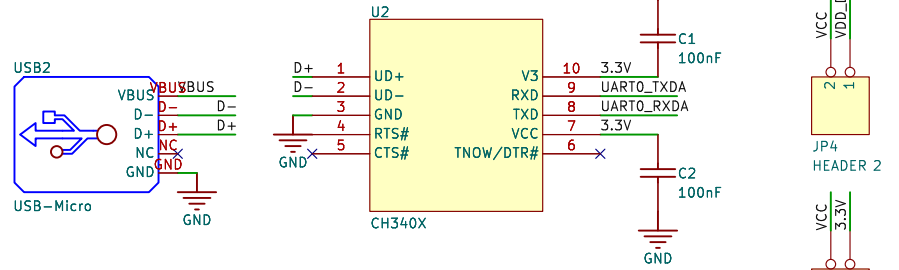 USB2
VBUS
VBUS
VBUS
D-
D-
D-
D+
D+
D+
NC
NC
GND
GND
USB-Micro
GND
U2
D+
1
UD+
D-
2
UD-
3
GND
4
RTS#
5
CTS#
GND
V3
10
3.3V
RXD
9
UART0_TXDA
TXD
8
UART0_RXDA
VCC
7
3.3V
TNOW/DTR#
6
CH340X
C1
100nF
C2
100nF
GND
VCC
2
1
JP4
HEADER 2
VCC
3.3V